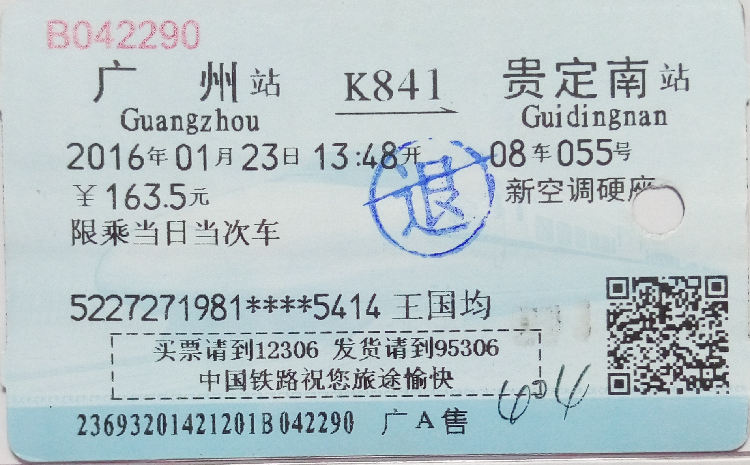 B042290
广州站 K841 贵定南站
Guangzhou Guidingnan
2016年01月23日 13:48开 08车055号
¥163.5元 新空调硬座
退
限乘当日当次车
5227271981****5414 王国均
买票请到12306 发货请到95306
中国铁路祝您旅途愉快
23693201421201B042290 广A售